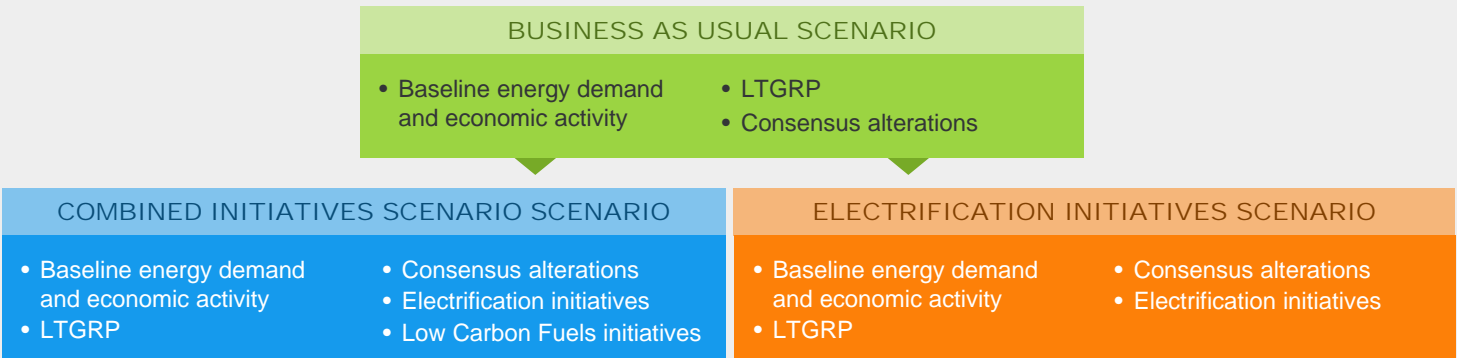 BUSINESS AS USUAL SCENARIO
• Baseline energy demand
and economic activity
• LTGRP
• Consensus alterations
COMBINED INITIATIVES SCENARIO SCENARIO
• Baseline energy demand
and economic activity
• LTGRP
• Consensus alterations
• Electrification initiatives
• Low Carbon Fuels initiatives
ELECTRIFICATION INITIATIVES SCENARIO
• Baseline energy demand
and economic activity
• LTGRP
• Consensus alterations
• Electrification initiatives